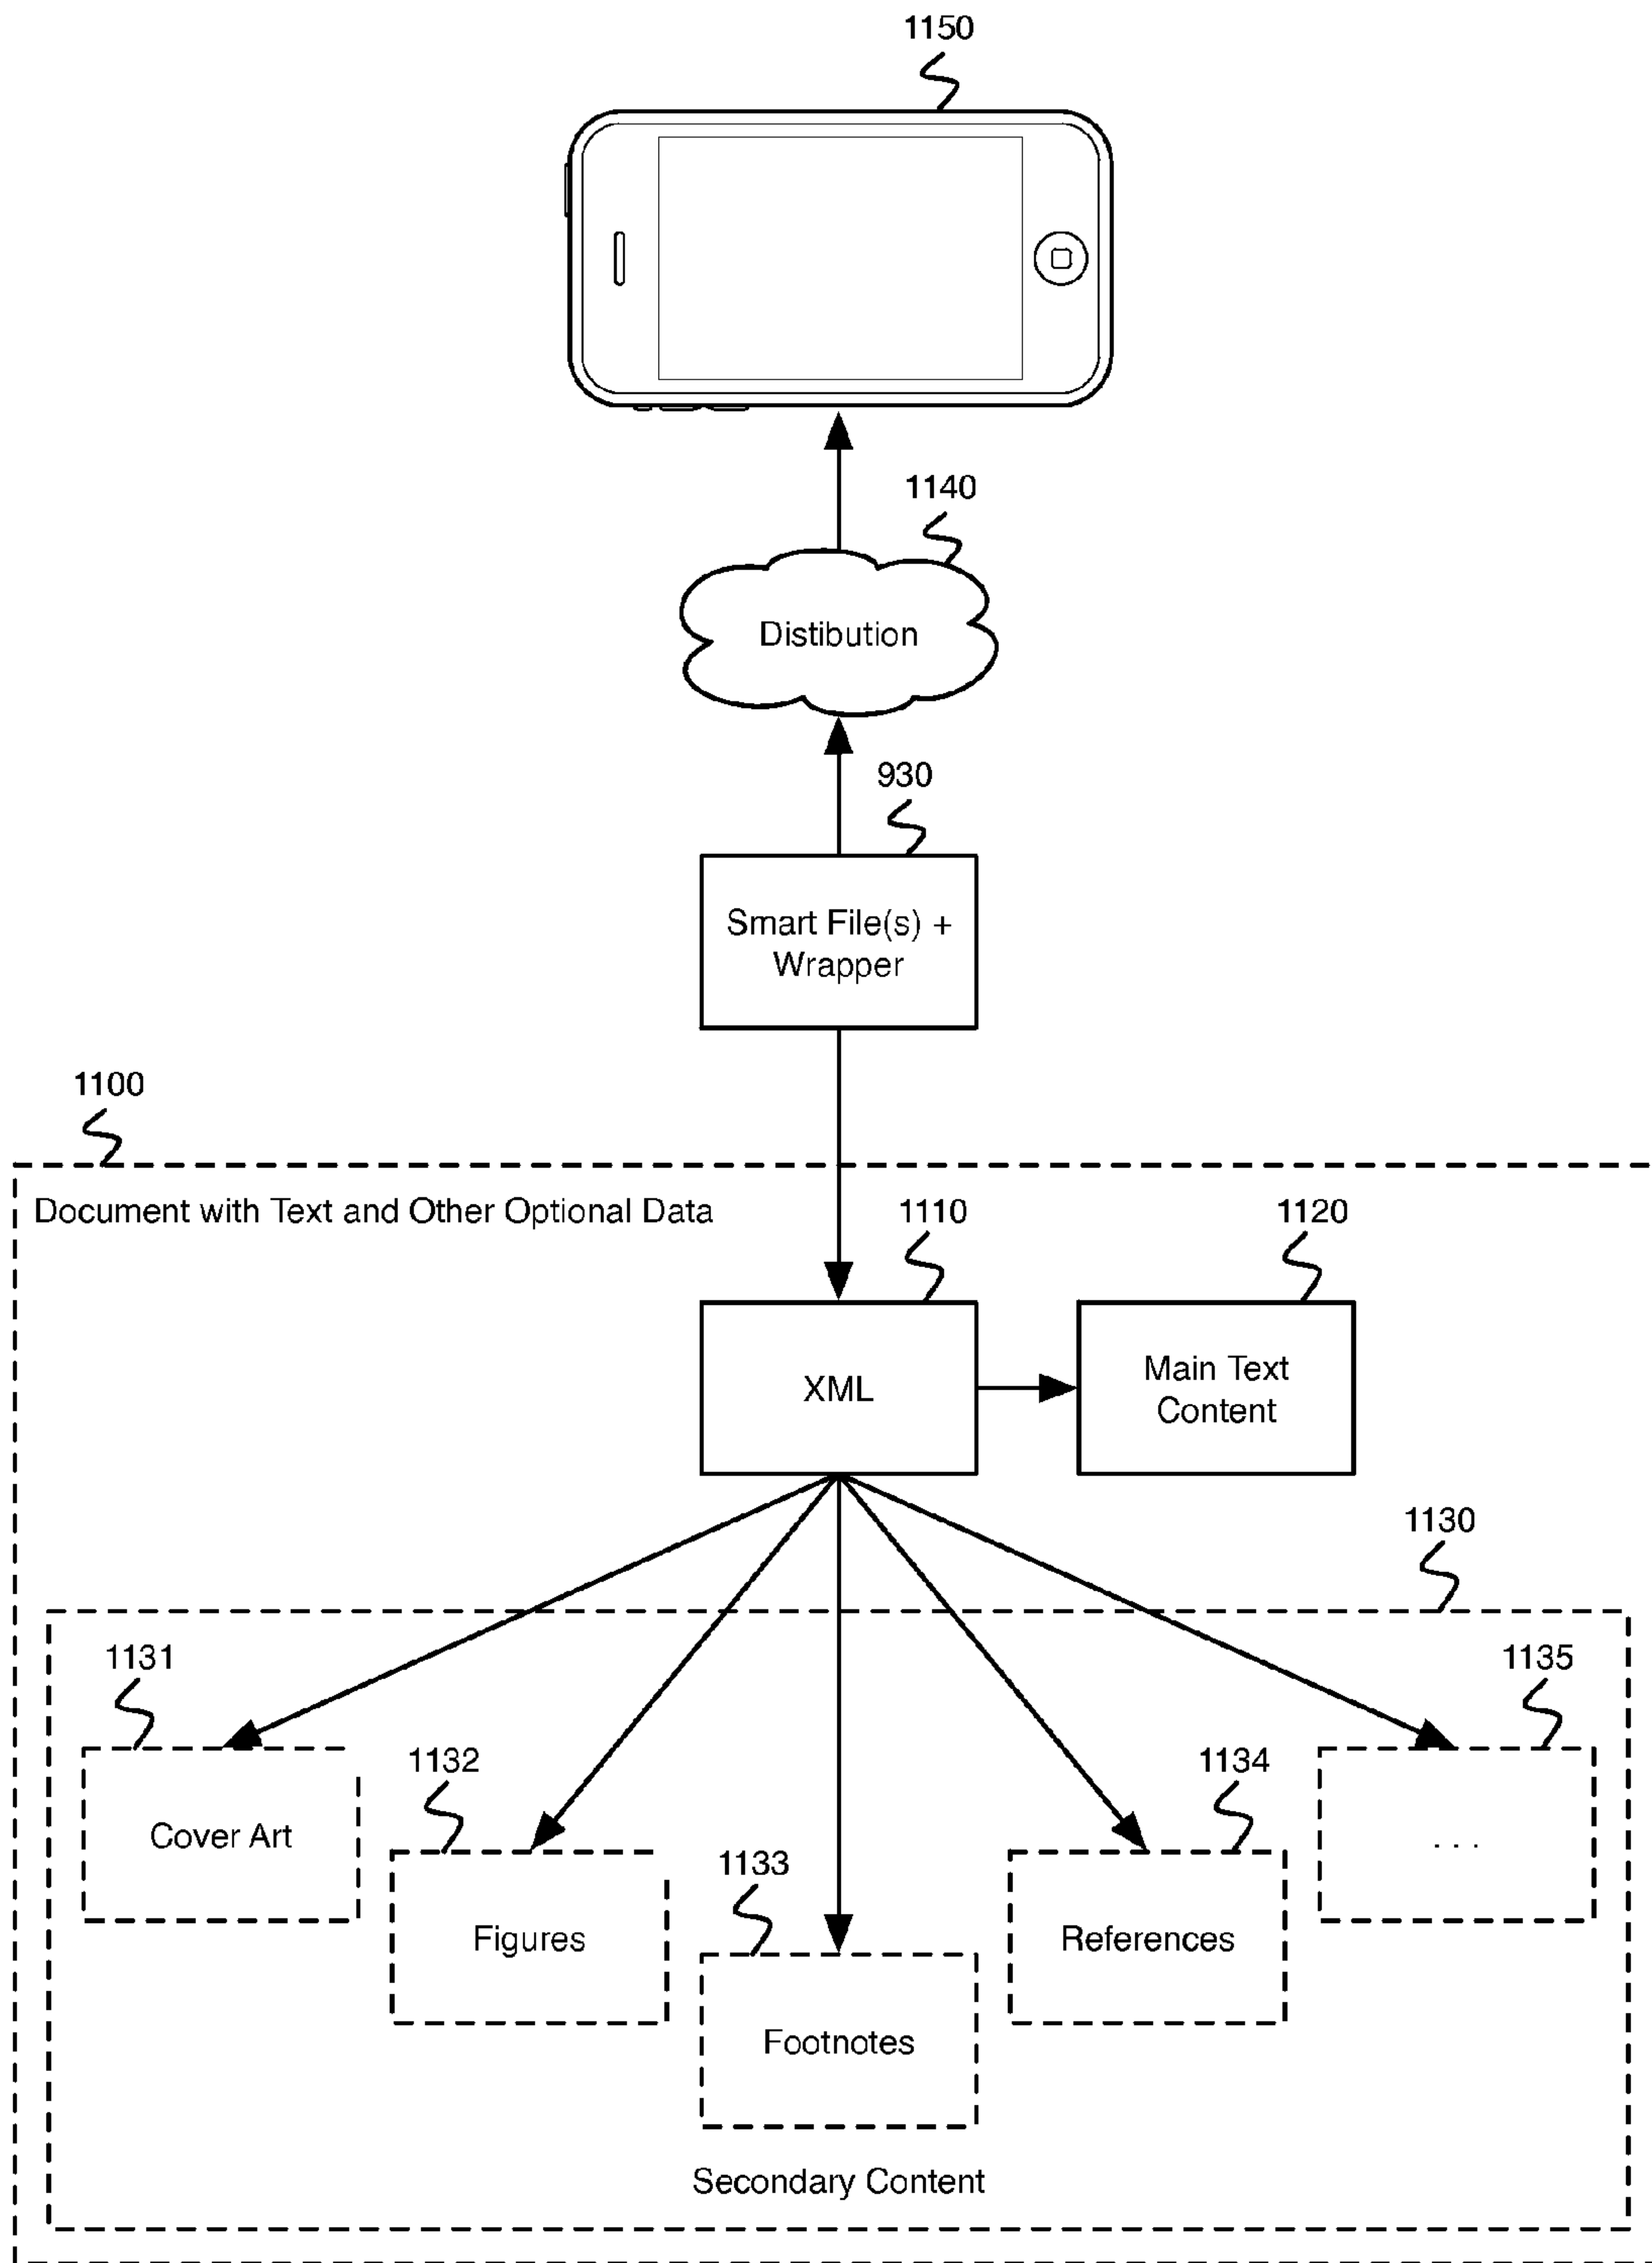 1150
1140
Distibution
930
Smart File(s) +
Wrapper
1100
Document with Text and Other Optional Data
1110
1120
XML
Main Text
Content
1130
1131
1135
1132
1134
Cover Art
. . .
1133
Figures
References
Footnotes
Secondary Content